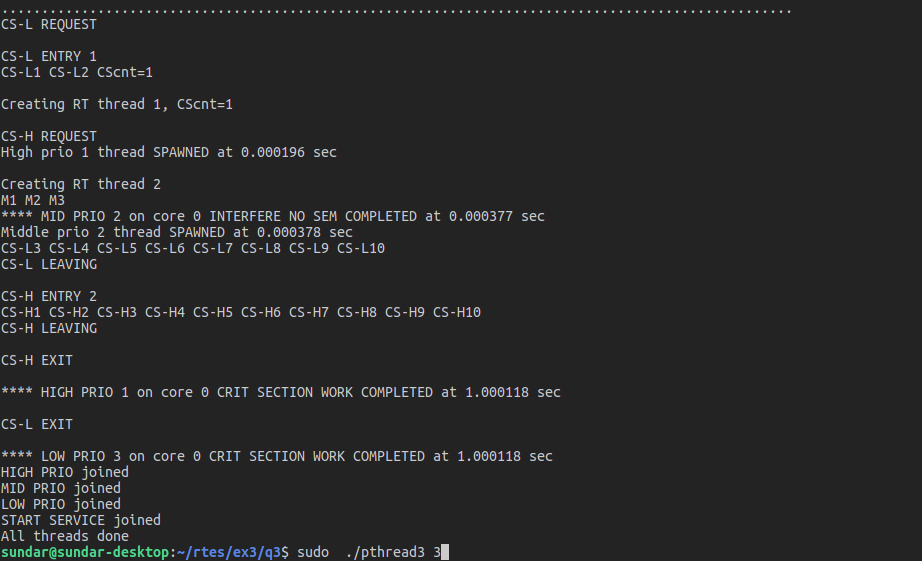 ....................................................................................................
CS-L REQUEST
CS-L ENTRY 1
CS-L1 CS-L2 CScnt=1
Creating RT thread 1, CScnt=1
CS-H REQUEST
High prio 1 thread SPAWNED at 0.000196 sec
Creating RT thread 2
M1 M2 M3
**** MID PRIO 2 on core 0 INTERFERE NO SEM COMPLETED at 0.000377 sec
Middle prio 2 thread SPAWNED at 0.000378 sec
CS-L3 CS-L4 CS-L5 CS-L6 CS-L7 CS-L8 CS-L9 CS-L10
CS-L LEAVING
CS-H ENTRY 2
CS-H1 CS-H2 CS-H3 CS-H4 CS-H5 CS-H6 CS-H7 CS-H8 CS-H9 CS-H10
CS-H LEAVING
CS-H EXIT
**** HIGH PRIO 1 on core 0 CRIT SECTION WORK COMPLETED at 1.000118 sec
CS-L EXIT
**** LOW PRIO 3 on core 0 CRIT SECTION WORK COMPLETED at 1.000118 sec
HIGH PRIO joined
MID PRIO joined
LOW PRIO joined
START SERVICE joined
All threads done
sundar@sundar-desktop:~/rtes/ex3/q3$ sudo  ./pthread3 3